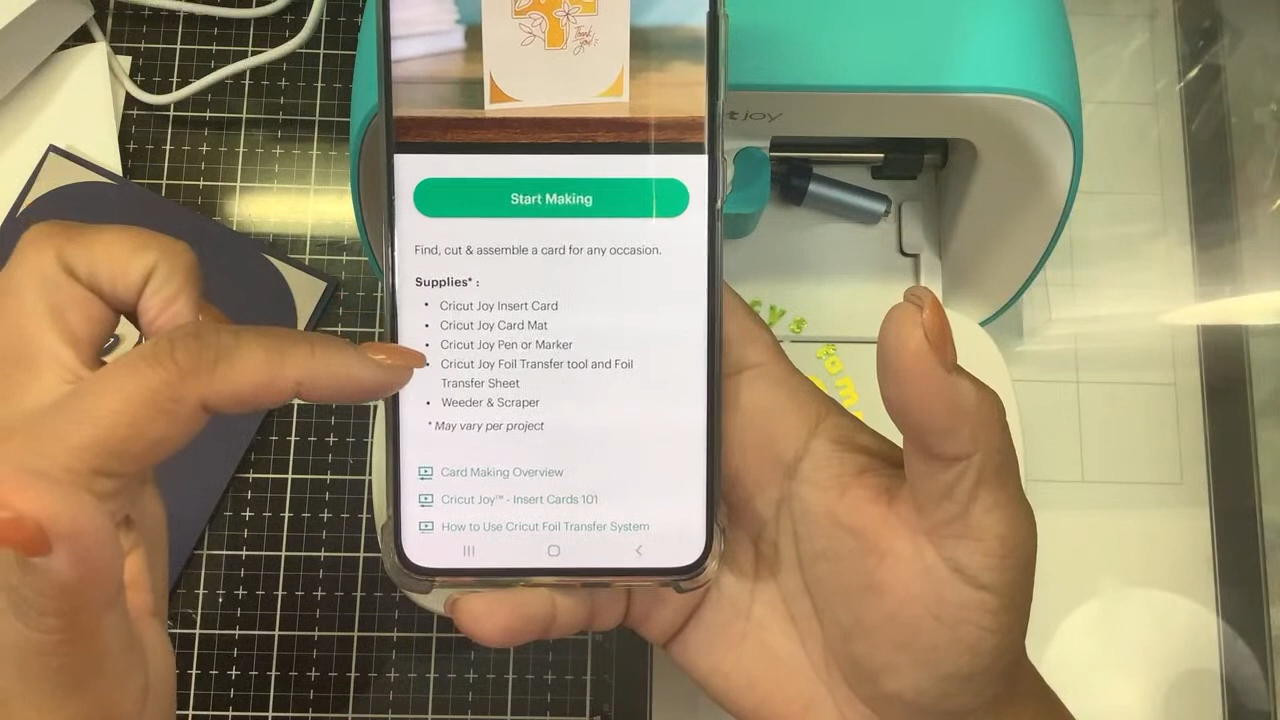 Thank
you!
joy
Start Making
Find, cut & assemble a card for any occasion.
Supplies* :
• Cricut Joy Insert Card
• Cricut Joy Card Mat
• Cricut Joy Pen or Marker
• Cricut Joy Foil Transfer tool and Foil
Transfer Sheet
• Weeder & Scraper
* May vary per project
Card Making Overview
Cricut Joy™ - Insert Cards 101
How to Use Cricut Foil Transfer System